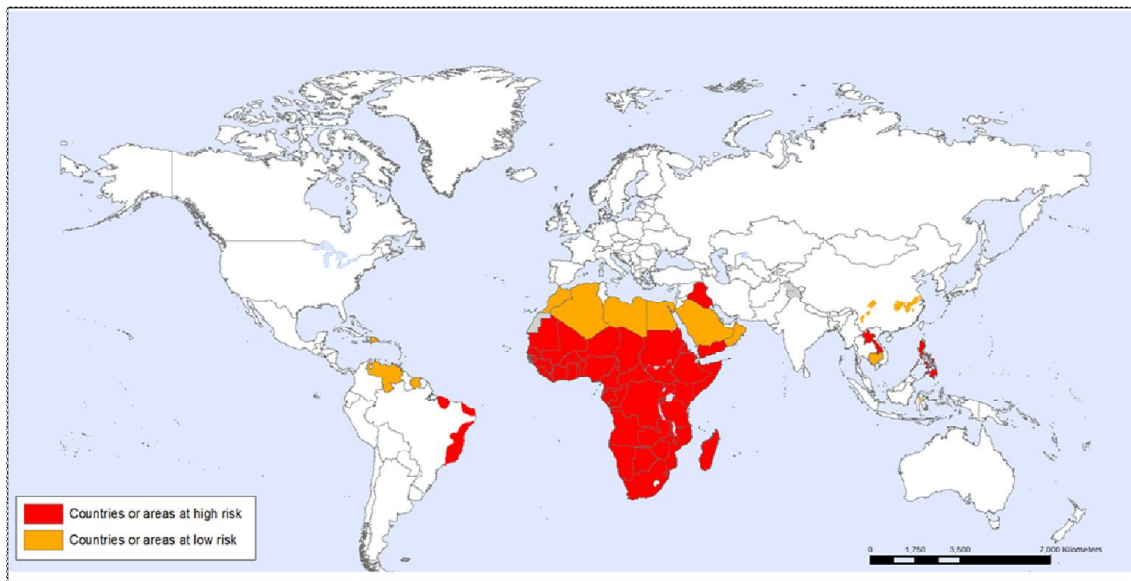 Countries or areas at high risk
Countries or areas at low risk
0 1,750 3,500 7,000 Kilometers